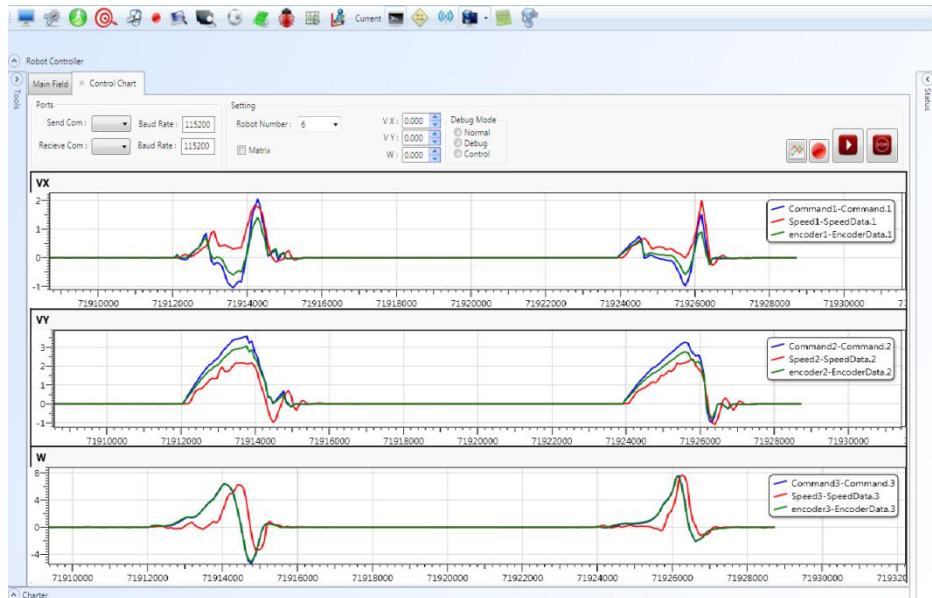 Current
Robot Controller
Tools
Status
Main Field × Control Chart
Ports
Setting
Send Com : Baud Rate : 115200
Recieve Com : Baud Rate : 115200
Robot Number : 6
Matrix
V X : 0.000
V Y : 0.000
W : 0.000
Debug Mode
Normal
Debug
Control
STOP
VX
2
1
0
-1
Command1-Command.1
Speed1-SpeedData.1
encoder1-EncoderData.1
71910000 71912000 71914000 71916000 71918000 71920000 71922000 71924000 71926000 71928000 71930000 71
VY
3
2
1
0
-1
Command2-Command.2
Speed2-SpeedData.2
encoder2-EncoderData.2
71910000 71912000 71914000 71916000 71918000 71920000 71922000 71924000 71926000 71928000 71930000
W
8
4
0
-4
Command3-Command.3
Speed3-SpeedData.3
encoder3-EncoderData.3
71910000 71912000 71914000 71916000 71918000 71920000 71922000 71924000 71926000 71928000 71930000 719320
Charter